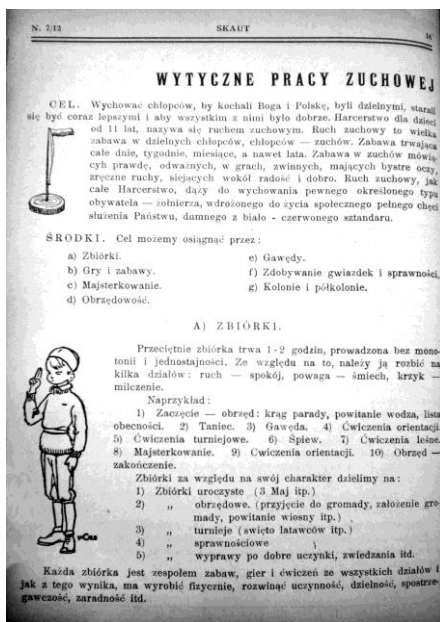 N. 7/13 SKAUT
WYTYCZNE PRACY ZUCHOWEJ
CEL. Wychować chłopców, by kochali Boga i Polskę, byli dzielnymi, starali
się być coraz lepszymi i aby wszystkim z nimi było dobrze. Harcerstwo dla dzieci
od 11 lat, nazywa się ruchem zuchowym. Ruch zuchowy to wielka
zabawa w dzielnych chłopców, chłopców — zuchów. Zabawa trwająca
całe dnie, tygodnie, miesiące, a nawet lata. Zabawa w zuchów mówią-
cyh prawdę, odważnych, w grach, zwinnych, mających bystre oczy,
zręczne ruchy, siejących wokół radość i dobro. Ruch zuchowy, jak
całe Harcerstwo, dąży do wychowania pewnego określonego typu
obywatela — żołnierza, wdrożonego do życia społecznego pełnego chęci
służenia Państwu, dumnego z biało - czerwonego sztandaru.
ŚRODKI. Cel możemy osiągnąć przez:
a) Zbiórki.
b) Gry i zabawy.
c) Majsterkowanie.
d) Obrzędowość.
e) Gawędy.
f) Zdobywanie gwiazdek i sprawności.
g) Kolonie i półkolonie.
A) ZBIÓRKI.
Przeciętnie zbiórka trwa 1-2 godzin, prowadzona bez mono-
tonii i jednostajności. Ze względu na to, należy ją rozbić na
kilka działów: ruch — spokój, powaga — śmiech, krzyk —
milczenie.
Naprzykład:
1) Zaczęcie — obrzęd: krąg parady, powitanie wodza, lista
obecności. 2) Taniec. 3) Gawęda. 4) Ćwiczenia orientacji.
5) Ćwiczenia turniejowe. 6) Śpiew. 7) Ćwiczenia leśne.
8) Majsterkowanie. 9) Cwiczenia orientacji. 10) Obrzęd —
zakończenie.
Zbiórki za względu na swój charakter dzielimy na:
1) Zbiórki uroczyste (3 Maj itp.)
2) „ obrzędowe. (przyjęcie do gromady, założenie gro-
mady, powitanie wiosny itp.)
3) „ turnieje (święto latawców itp.)
4) „ sprawnościowe
5) „ wyprawy po dobre uczynki, zwiedzania itd.
Każda zbiórka jest zespołem zabaw, gier i ćwiczeń ze wszystkich działów i
jak z tego wynika, ma wyrobić fizycznie, rozwinąć uczynność, dzielność, spostrze-
gawczość, zaradność itd.